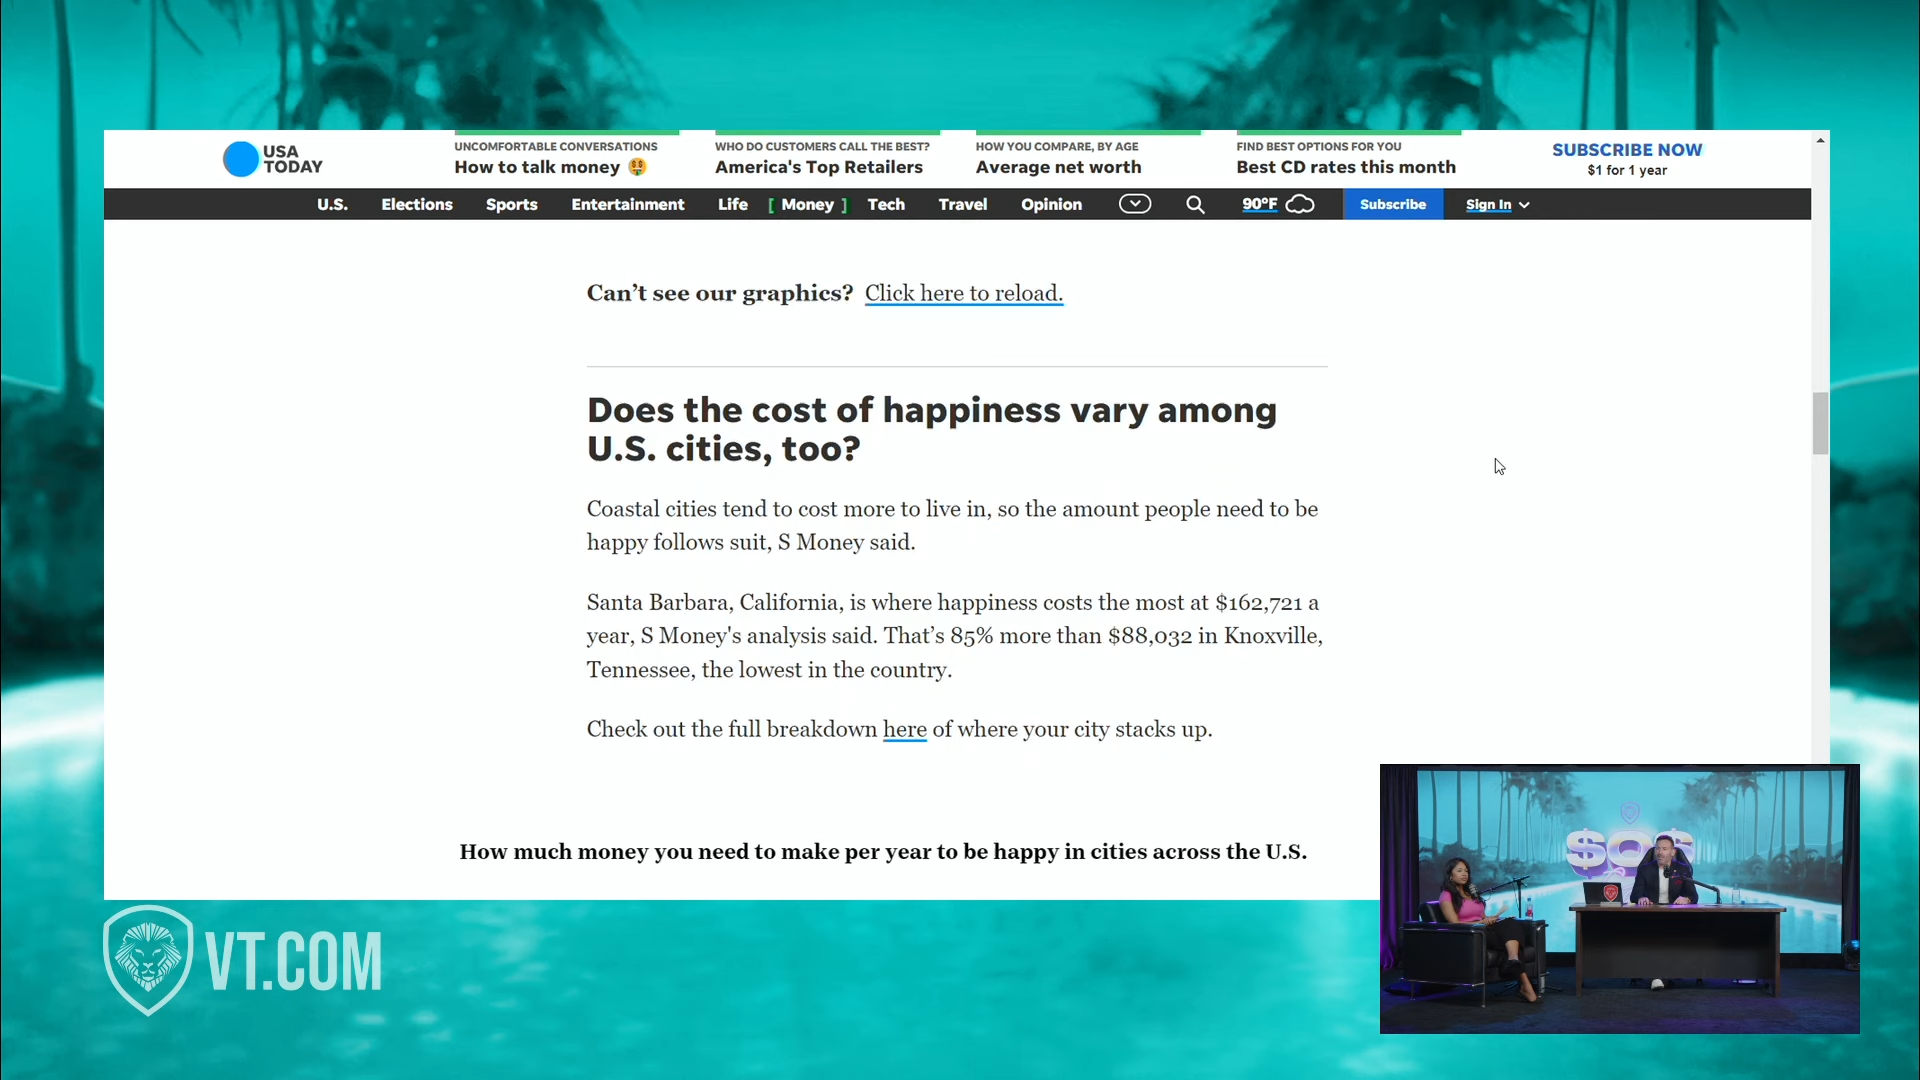 USA
TODAY
UNCOMFORTABLE CONVERSATIONS
How to talk money
WHO DO CUSTOMERS CALL THE BEST?
America's Top Retailers
HOW YOU COMPARE, BY AGE
Average net worth
FIND BEST OPTIONS FOR YOU
Best CD rates this month
SUBSCRIBE NOW
$1 for 1 year
U.S. Elections Sports Entertainment Life [ Money ] Tech Travel Opinion 90°F Subscribe Sign In
Can’t see our graphics? Click here to reload.
Does the cost of happiness vary among
U.S. cities, too?
Coastal cities tend to cost more to live in, so the amount people need to be
happy follows suit, S Money said.
Santa Barbara, California, is where happiness costs the most at $162,721 a
year, S Money's analysis said. That’s 85% more than $88,032 in Knoxville,
Tennessee, the lowest in the country.
Check out the full breakdown here of where your city stacks up.
How much money you need to make per year to be happy in cities across the U.S.
$O$
VT.COM